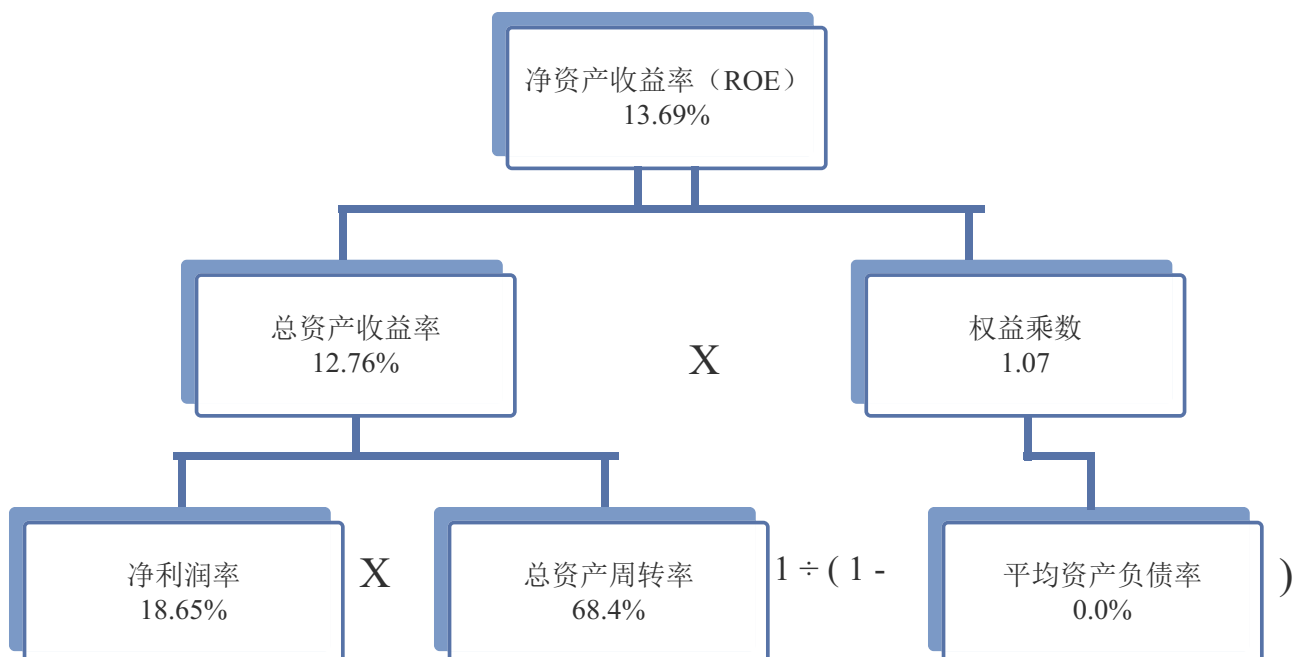 净资产收益率（ROE）
13.69%
总资产收益率
12.76%
X
权益乘数
1.07
净利润率
18.65%
X
总资产周转率
68.4%
1 ÷ ( 1 -
平均资产负债率
0.0%
)